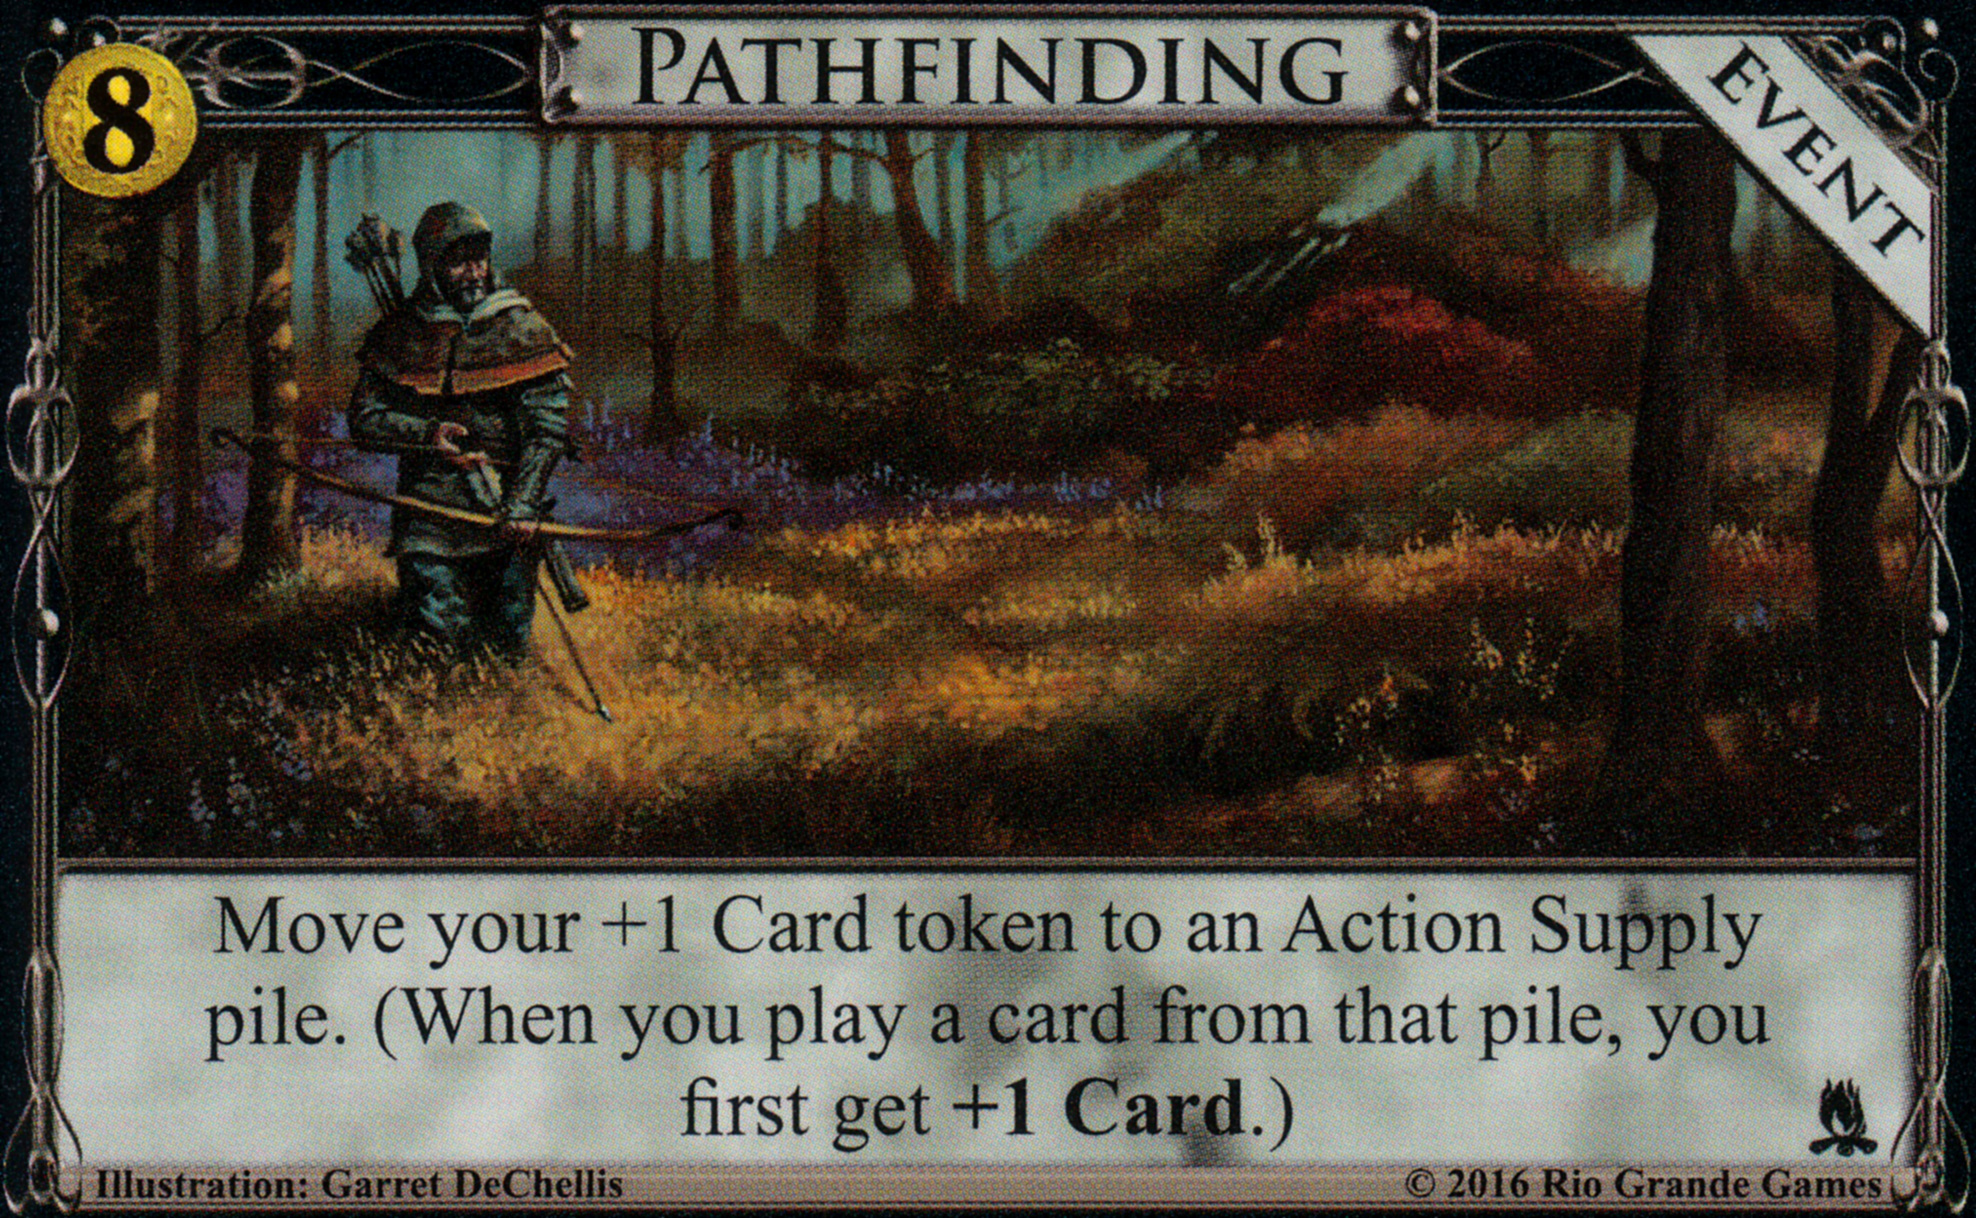 8
PATHFINDING
EVENT
Move your +1 Card token to an Action Supply
pile. (When you play a card from that pile, you
first get +1 Card.)
Illustration: Garret DeChellis
© 2016 Rio Grande Games